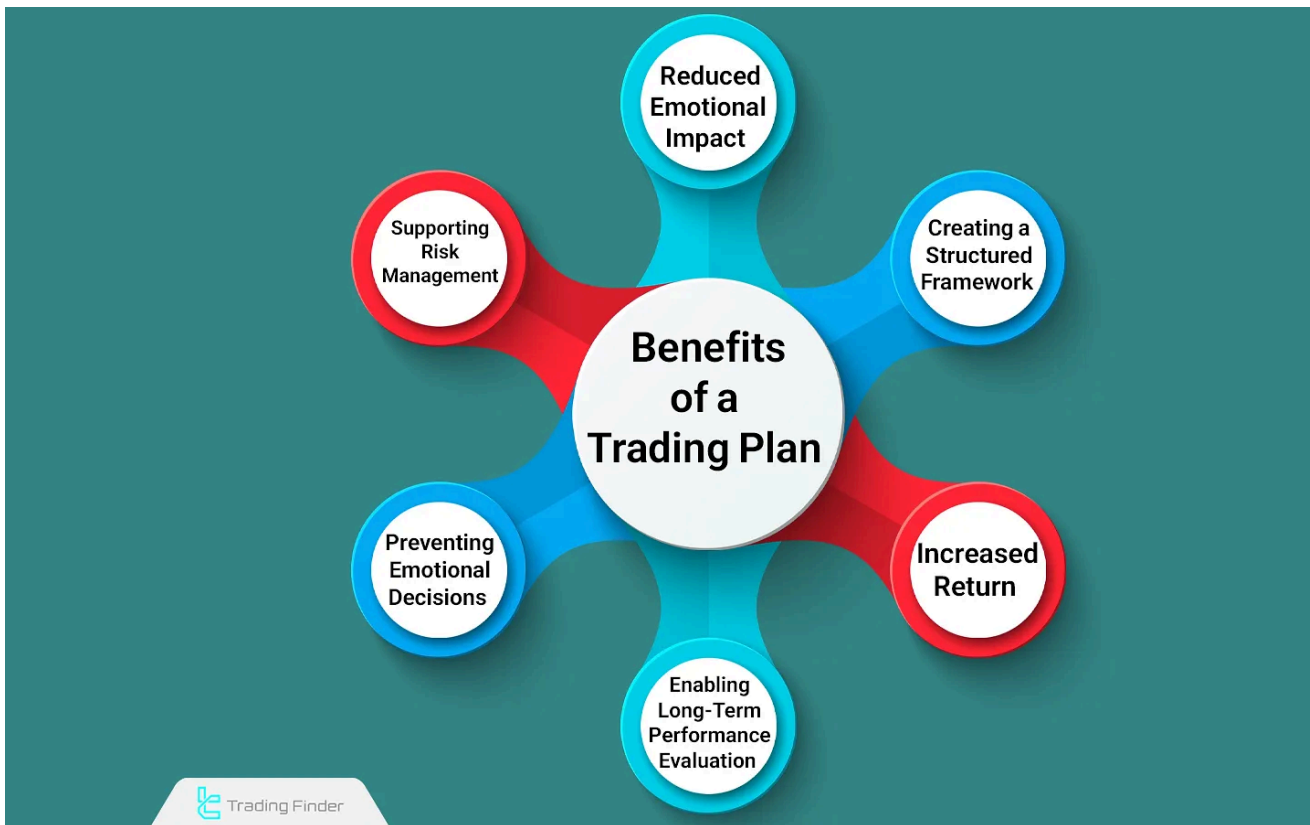 Benefits
of a
Trading Plan
Reduced
Emotional
Impact
Creating a
Structured
Framework
Increased
Return
Enabling
Long-Term
Performance
Evaluation
Preventing
Emotional
Decisions
Supporting
Risk
Management
Trading Finder